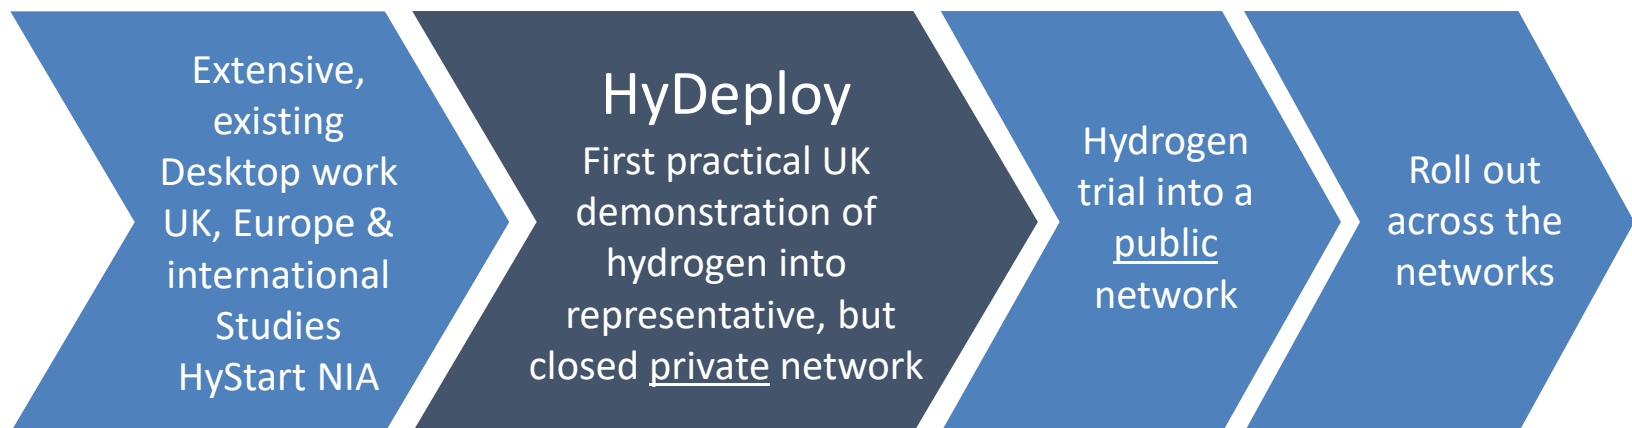 Extensive,
existing
Desktop work
UK, Europe &
international
Studies
HyStart NIA
HyDeploy
First practical UK
demonstration of
hydrogen into
representative, but
closed private network
Hydrogen
trial into a
public
network
Roll out
across the
networks